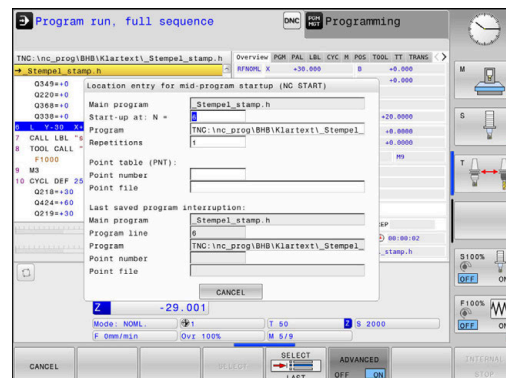 Program run, full sequence
DNC
PGM MGT
Programming
TNC:\nc_prog\BHB\Klartext\_Stempel_stamp.h
→_Stempel_stamp.h
Overview PGM PAL LBL CYC M POS TOOL TT TRANS
RFNOML X +30.000 B +0.000
+0.000
Q349=+0
Q220=+0
Q368=+0
Q338=+0
6 L Y-30 X+
7 CALL LBL "s
8 TOOL CALL "
F1000
9 M3
10 CYCL DEF 25
Q218=+30
Q424=+60
Q219=+30
Location entry for mid-program startup (NC START)
Main program _Stempel_stamp.h
Start-up at: N = 6
Program TNC:\nc_prog\BHB\Klartext\_Stempel_
Repetitions 1
Point table (PNT):
Point number
Point file
Last saved program interruption:
Main program _Stempel_stamp.h
Program line 6
Program TNC:\nc_prog\BHB\Klartext\_Stempel_
Point number
Point file
CANCEL
+20.0000
+0.0000
+0.0000
M9
EP
00:00:02
_stamp.h
Z -29.001
Mode: NOML. 1 T 50 Z S 2000
F 0mm/min Ovr 100% M 5/9
M
S
T
S100%
OFF ON
F100%
OFF ON
CANCEL
SELECT
SELECT
LAST
ADVANCED
OFF ON
INTERNAL
STOP